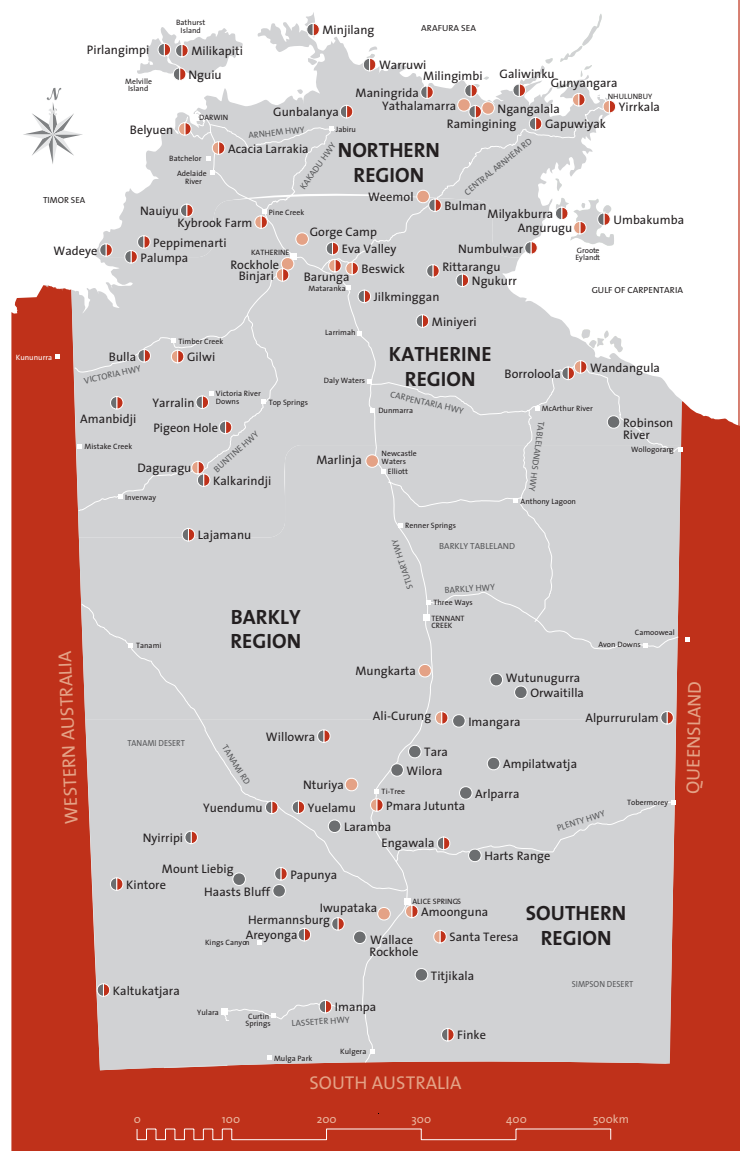 Bathurst
Island
Minjilang
ARAFURA SEA
Pirlangimpi
Milikapiti
Nguiu
Melville
Island
Warruwi
Milingimbi
Galiwinku
Maningrida
Gunyangara
Yathalamarra
NHULUNBUY
Yirrkala
Ngangalala
Ramingining
Gapuwiyak
N
Gunbalanya
DARWIN
Belyuen
ARNHEM HWY
Jabiru
Acacia Larrakia
Batchelor
Adelaide
River
KAKADU HWY
NORTHERN
REGION
CENTRAL ARNHEM RD
TIMOR SEA
Weemol
Bulman
Nauiyu
Pine Creek
Kybrook Farm
Milyakburra
Umbakumba
Angurugu
Groote
Eylandt
Gorge Camp
Wadeye
Peppimenarti
Palumpa
KATHERINE
Eva Valley
Numbulwar
Rockhole
Binjari
Barunga
Beswick
Rittarangu
Ngukurr
Mataranka
Jilkminggan
GULF OF CARPENTARIA
Miniyeri
Larrimah
Timber Creek
Kununurra
Bulla
Gilwi
VICTORIA HWY
KATHERINE
REGION
Borroloola
Wandangula
Daly Waters
Amanbidji
Yarralin
Victoria River
Downs
Top Springs
CARPENTARIA HWY
Dunmarra
McArthur River
Pigeon Hole
Robinson
River
Mistake Creek
BUNTINE HWY
TABLELANDS HWY
Wollogorang
Marlinja
Newcastle
Waters
Elliott
Daguragu
Kalkarindji
Inverway
Anthony Lagoon
Lajamanu
Renner Springs
STUART HWY
BARKLY TABLELAND
BARKLY HWY
BARKLY
REGION
Three Ways
TENNANT
CREEK
Tanami
Camooweal
Avon Downs
WESTERN AUSTRALIA
QUEENSLAND
Mungkarta
Wutunugurra
Orwaitilla
Ali-Curung
Imangara
Alpurrurulam
Willowra
TANAMI DESERT
TANAMI RD
Tara
Wilora
Ampilatwatja
Nturiya
Ti-Tree
Arlparra
Yuendumu
Yuelamu
Pmara Jutunta
Tobermorey
Laramba
PLENTY HWY
Nyirripi
Engawala
Harts Range
Mount Liebig
Papunya
Kintore
Haasts Bluff
ALICE SPRINGS
Iwupataka
Amoonguna
Hermannsburg
SOUTHERN
REGION
Areyonga
Kings Canyon
Wallace
Rockhole
Santa Teresa
Titjikala
SIMPSON DESERT
Kaltukatjara
Imanpa
Yulara
Curtin
Springs
LASSETER HWY
Finke
Kulgera
Mulga Park
SOUTH AUSTRALIA
0 100 200 300 400 500km